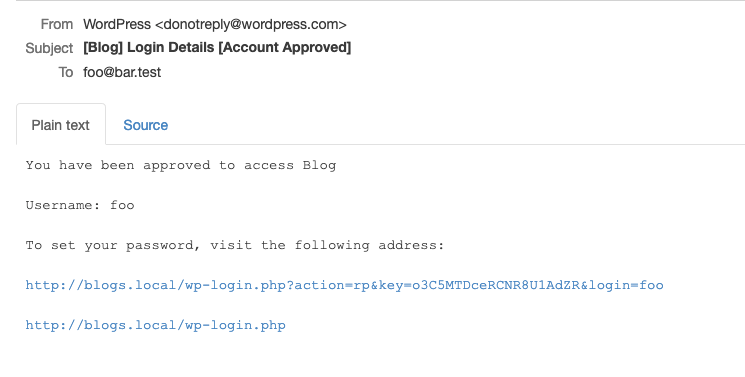 From WordPress <donotreply@wordpress.com>
Subject [Blog] Login Details [Account Approved]
To foo@bar.test
Plain text Source
You have been approved to access Blog
Username: foo
To set your password, visit the following address:
http://blogs.local/wp-login.php?action=rp&key=o3C5MTDceRCNR8U1AdZR&login=foo
http://blogs.local/wp-login.php